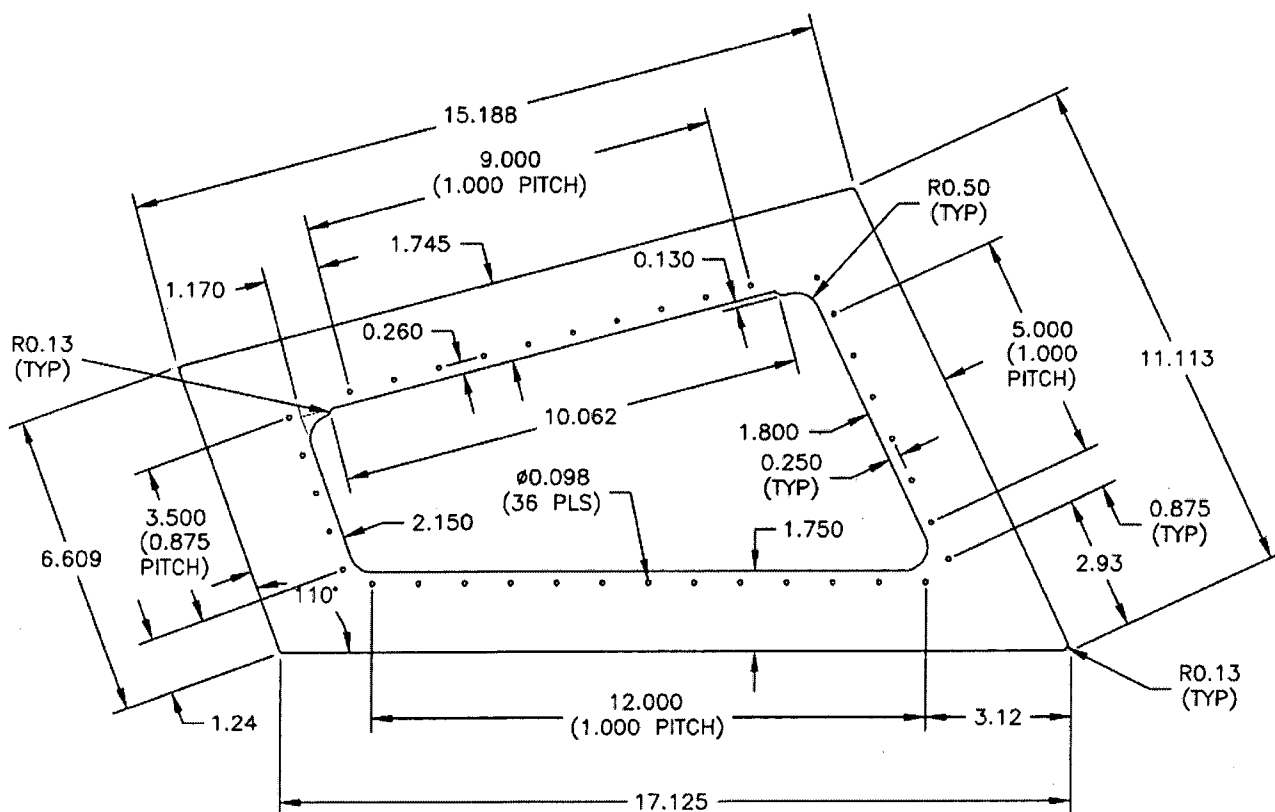 15.188
9.000
(1.000 PITCH)
R0.50
(TYP)
1.745
0.130
1.170
0.260
5.000
(1.000
PITCH)
11.113
R0.13
(TYP)
10.062
1.800
0.250
(TYP)
ø0.098
(36 PLS)
3.500
(0.875
PITCH)
2.150
1.750
0.875
(TYP)
6.609
2.93
110°
R0.13
(TYP)
1.24
12.000
(1.000 PITCH)
3.12
17.125